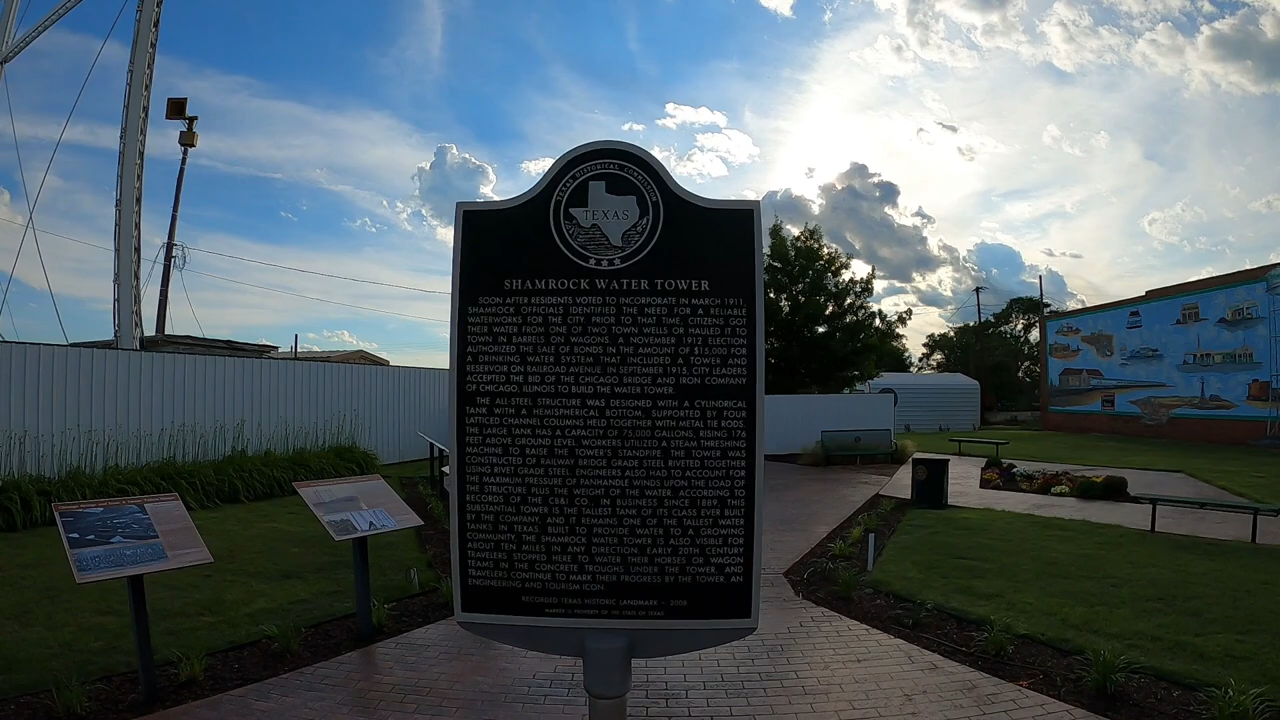 TEXAS HISTORICAL COMMISSION
TEXAS
SHAMROCK WATER TOWER
SOON AFTER RESIDENTS VOTED TO INCORPORATE IN MARCH 1911,
SHAMROCK OFFICIALS IDENTIFIED THE NEED FOR A RELIABLE
WATERWORKS FOR THE CITY. PRIOR TO THAT TIME, CITIZENS GOT
THEIR WATER FROM ONE OF TWO TOWN WELLS OR HAULED IT TO
TOWN IN BARRELS ON WAGONS. A NOVEMBER 1912 ELECTION
AUTHORIZED THE SALE OF BONDS IN THE AMOUNT OF $15,000 FOR
A DRINKING WATER SYSTEM THAT INCLUDED A TOWER AND
RESERVOIR ON RAILROAD AVENUE. IN SEPTEMBER 1915, CITY LEADERS
ACCEPTED THE BID OF THE CHICAGO BRIDGE AND IRON COMPANY
OF CHICAGO, ILLINOIS TO BUILD THE WATER TOWER.
THE ALL-STEEL STRUCTURE WAS DESIGNED WITH A CYLINDRICAL
TANK WITH A HEMISPHERICAL BOTTOM, SUPPORTED BY FOUR
LATTICED CHANNEL COLUMNS HELD TOGETHER WITH METAL TIE RODS.
THE LARGE TANK HAS A CAPACITY OF 75,000 GALLONS, RISING 176
FEET ABOVE GROUND LEVEL. WORKERS UTILIZED A STEAM THRESHING
MACHINE TO RAISE THE TOWER'S STANDPIPE. THE TOWER WAS
CONSTRUCTED OF RAILWAY BRIDGE GRADE STEEL RIVETED TOGETHER
USING RIVET GRADE STEEL. ENGINEERS ALSO HAD TO ACCOUNT FOR
THE MAXIMUM PRESSURE OF PANHANDLE WINDS UPON THE LOAD OF
THE STRUCTURE PLUS THE WEIGHT OF THE WATER. ACCORDING TO
RECORDS OF THE CB&I CO., IN BUSINESS SINCE 1889, THIS
SUBSTANTIAL TOWER IS THE TALLEST TANK OF ITS CLASS EVER BUILT
BY THE COMPANY, AND IT REMAINS ONE OF THE TALLEST WATER
TANKS IN TEXAS. BUILT TO PROVIDE WATER TO A GROWING
COMMUNITY, THE SHAMROCK WATER TOWER IS ALSO VISIBLE FOR
ABOUT TEN MILES IN ANY DIRECTION. EARLY 20TH CENTURY
TRAVELERS STOPPED HERE TO WATER THEIR HORSES OR WAGON
TEAMS IN THE CONCRETE TROUGHS UNDER THE TOWER, AND
TRAVELERS CONTINUE TO MARK THEIR PROGRESS BY THE TOWER, AN
ENGINEERING AND TOURISM ICON.
RECORDED TEXAS HISTORIC LANDMARK - 2008
MARKER IS PROPERTY OF THE STATE OF TEXAS